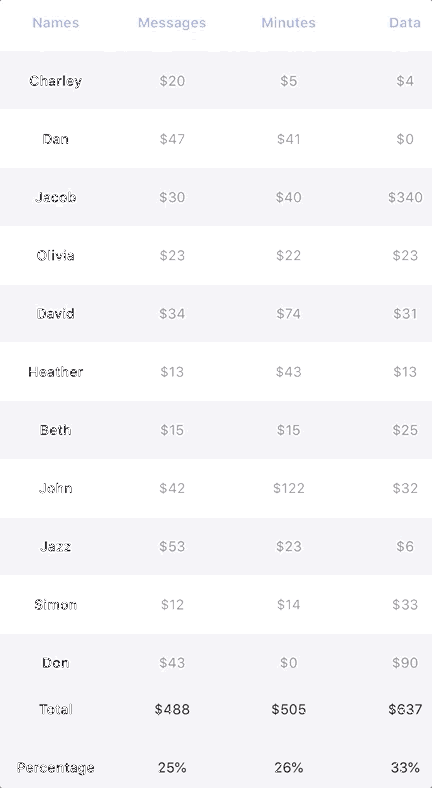 Names Messages Minutes Data
Charley $20 $5 $4
Dan $47 $41 $0
Jacob $30 $40 $340
Olivia $23 $22 $23
David $34 $74 $31
Heather $13 $43 $13
Beth $15 $15 $25
John $42 $122 $32
Jazz $53 $23 $6
Simon $12 $14 $33
Don $43 $0 $90
Total $488 $505 $637
Percentage 25% 26% 33%